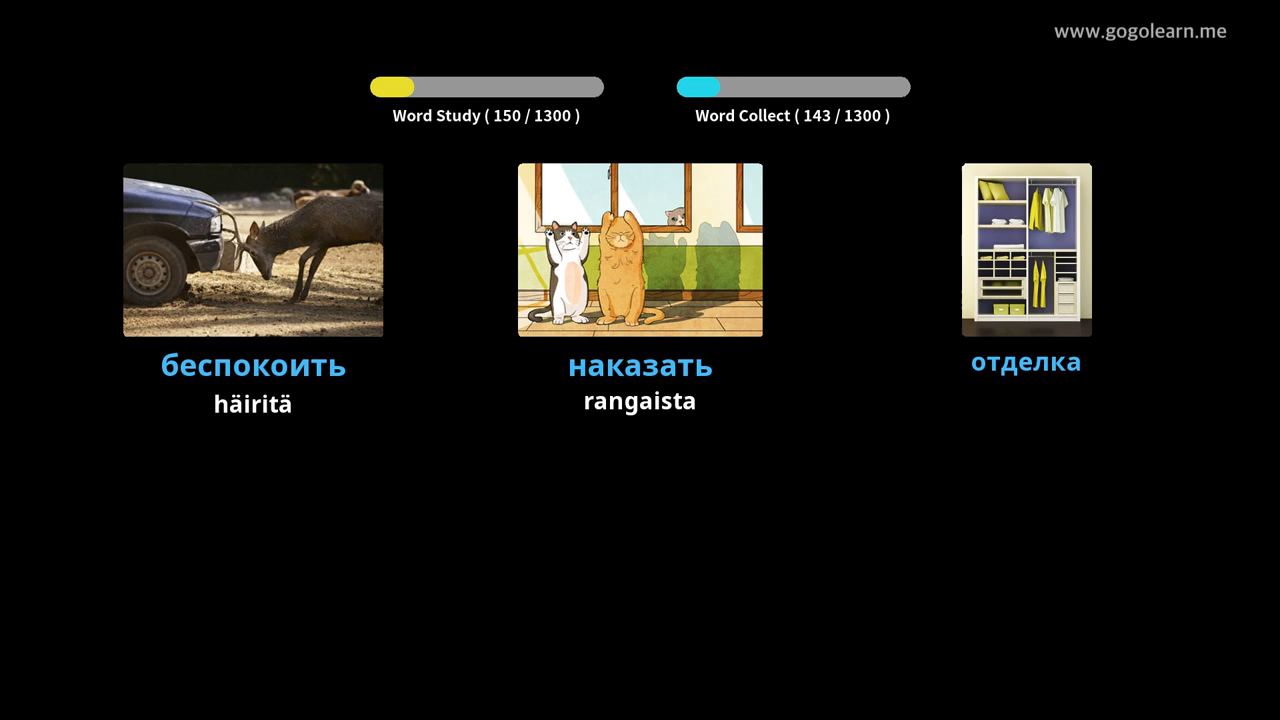 www.gogolearn.me
Word Study ( 150 / 1300 )
Word Collect ( 143 / 1300 )
беспокоить
häiritä
наказать
rangaista
отделка